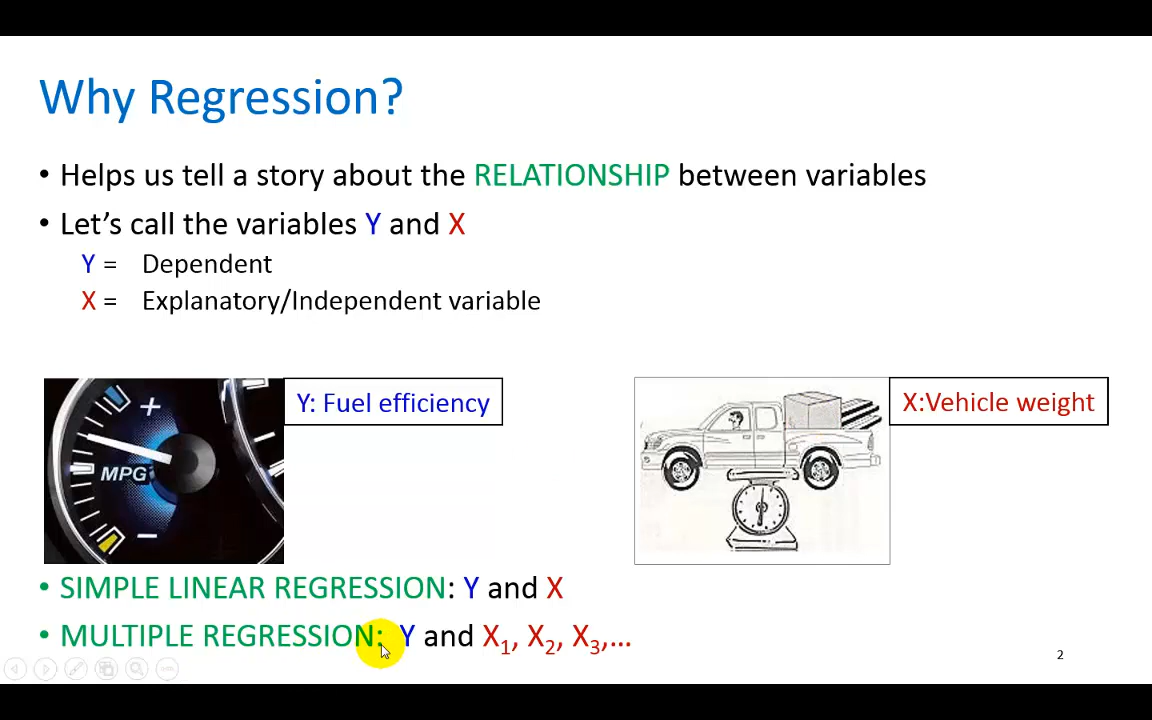 Why Regression?
• Helps us tell a story about the RELATIONSHIP between variables
• Let's call the variables Y and X
Y = Dependent
X = Explanatory/Independent variable
Y: Fuel efficiency
X:Vehicle weight
+
MPG
−
• SIMPLE LINEAR REGRESSION: Y and X
• MULTIPLE REGRESSION: Y and X₁, X₂, X₃,...
2